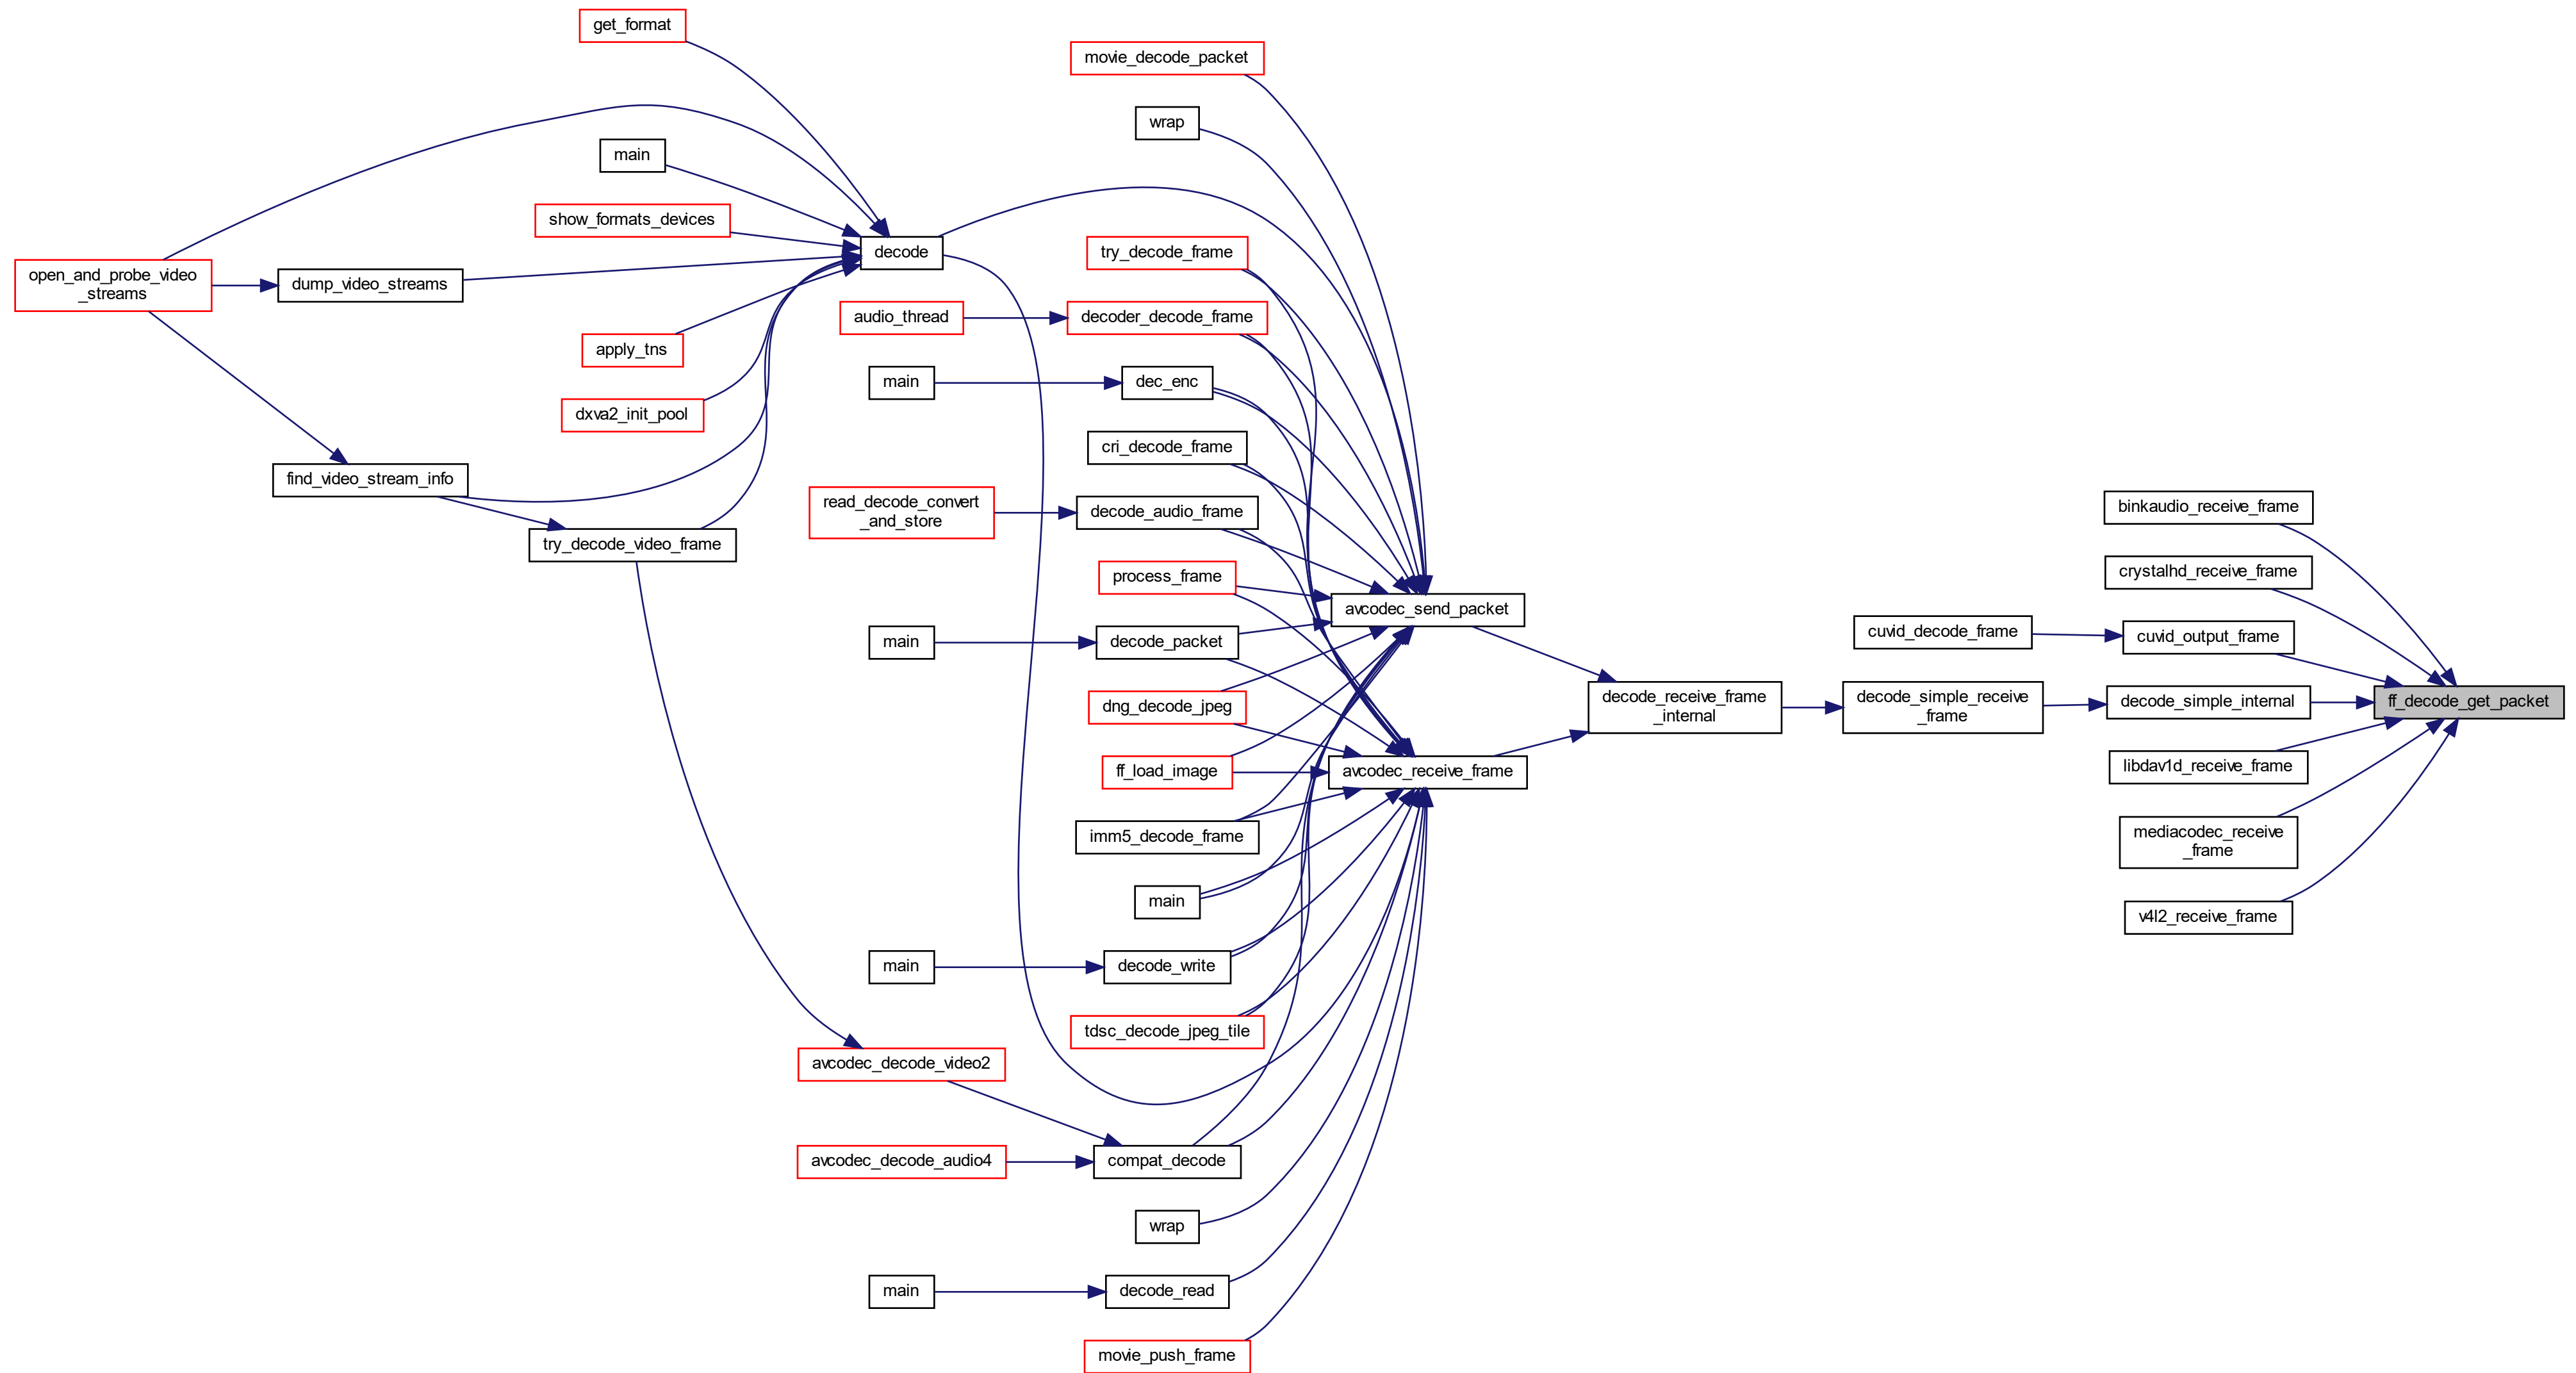 get_format
movie_decode_packet
wrap
main
show_formats_devices
decode
try_decode_frame
open_and_probe_video
_streams
dump_video_streams
audio_thread
decoder_decode_frame
apply_tns
main
dec_enc
dxva2_init_pool
cri_decode_frame
find_video_stream_info
read_decode_convert
_and_store
decode_audio_frame
binkaudio_receive_frame
try_decode_video_frame
process_frame
crystalhd_receive_frame
avcodec_send_packet
main
decode_packet
cuvid_decode_frame
cuvid_output_frame
dng_decode_jpeg
decode_receive_frame
_internal
decode_simple_receive
_frame
decode_simple_internal
ff_decode_get_packet
ff_load_image
avcodec_receive_frame
libdav1d_receive_frame
imm5_decode_frame
mediacodec_receive
_frame
main
v4l2_receive_frame
main
decode_write
tdsc_decode_jpeg_tile
avcodec_decode_video2
avcodec_decode_audio4
compat_decode
wrap
main
decode_read
movie_push_frame